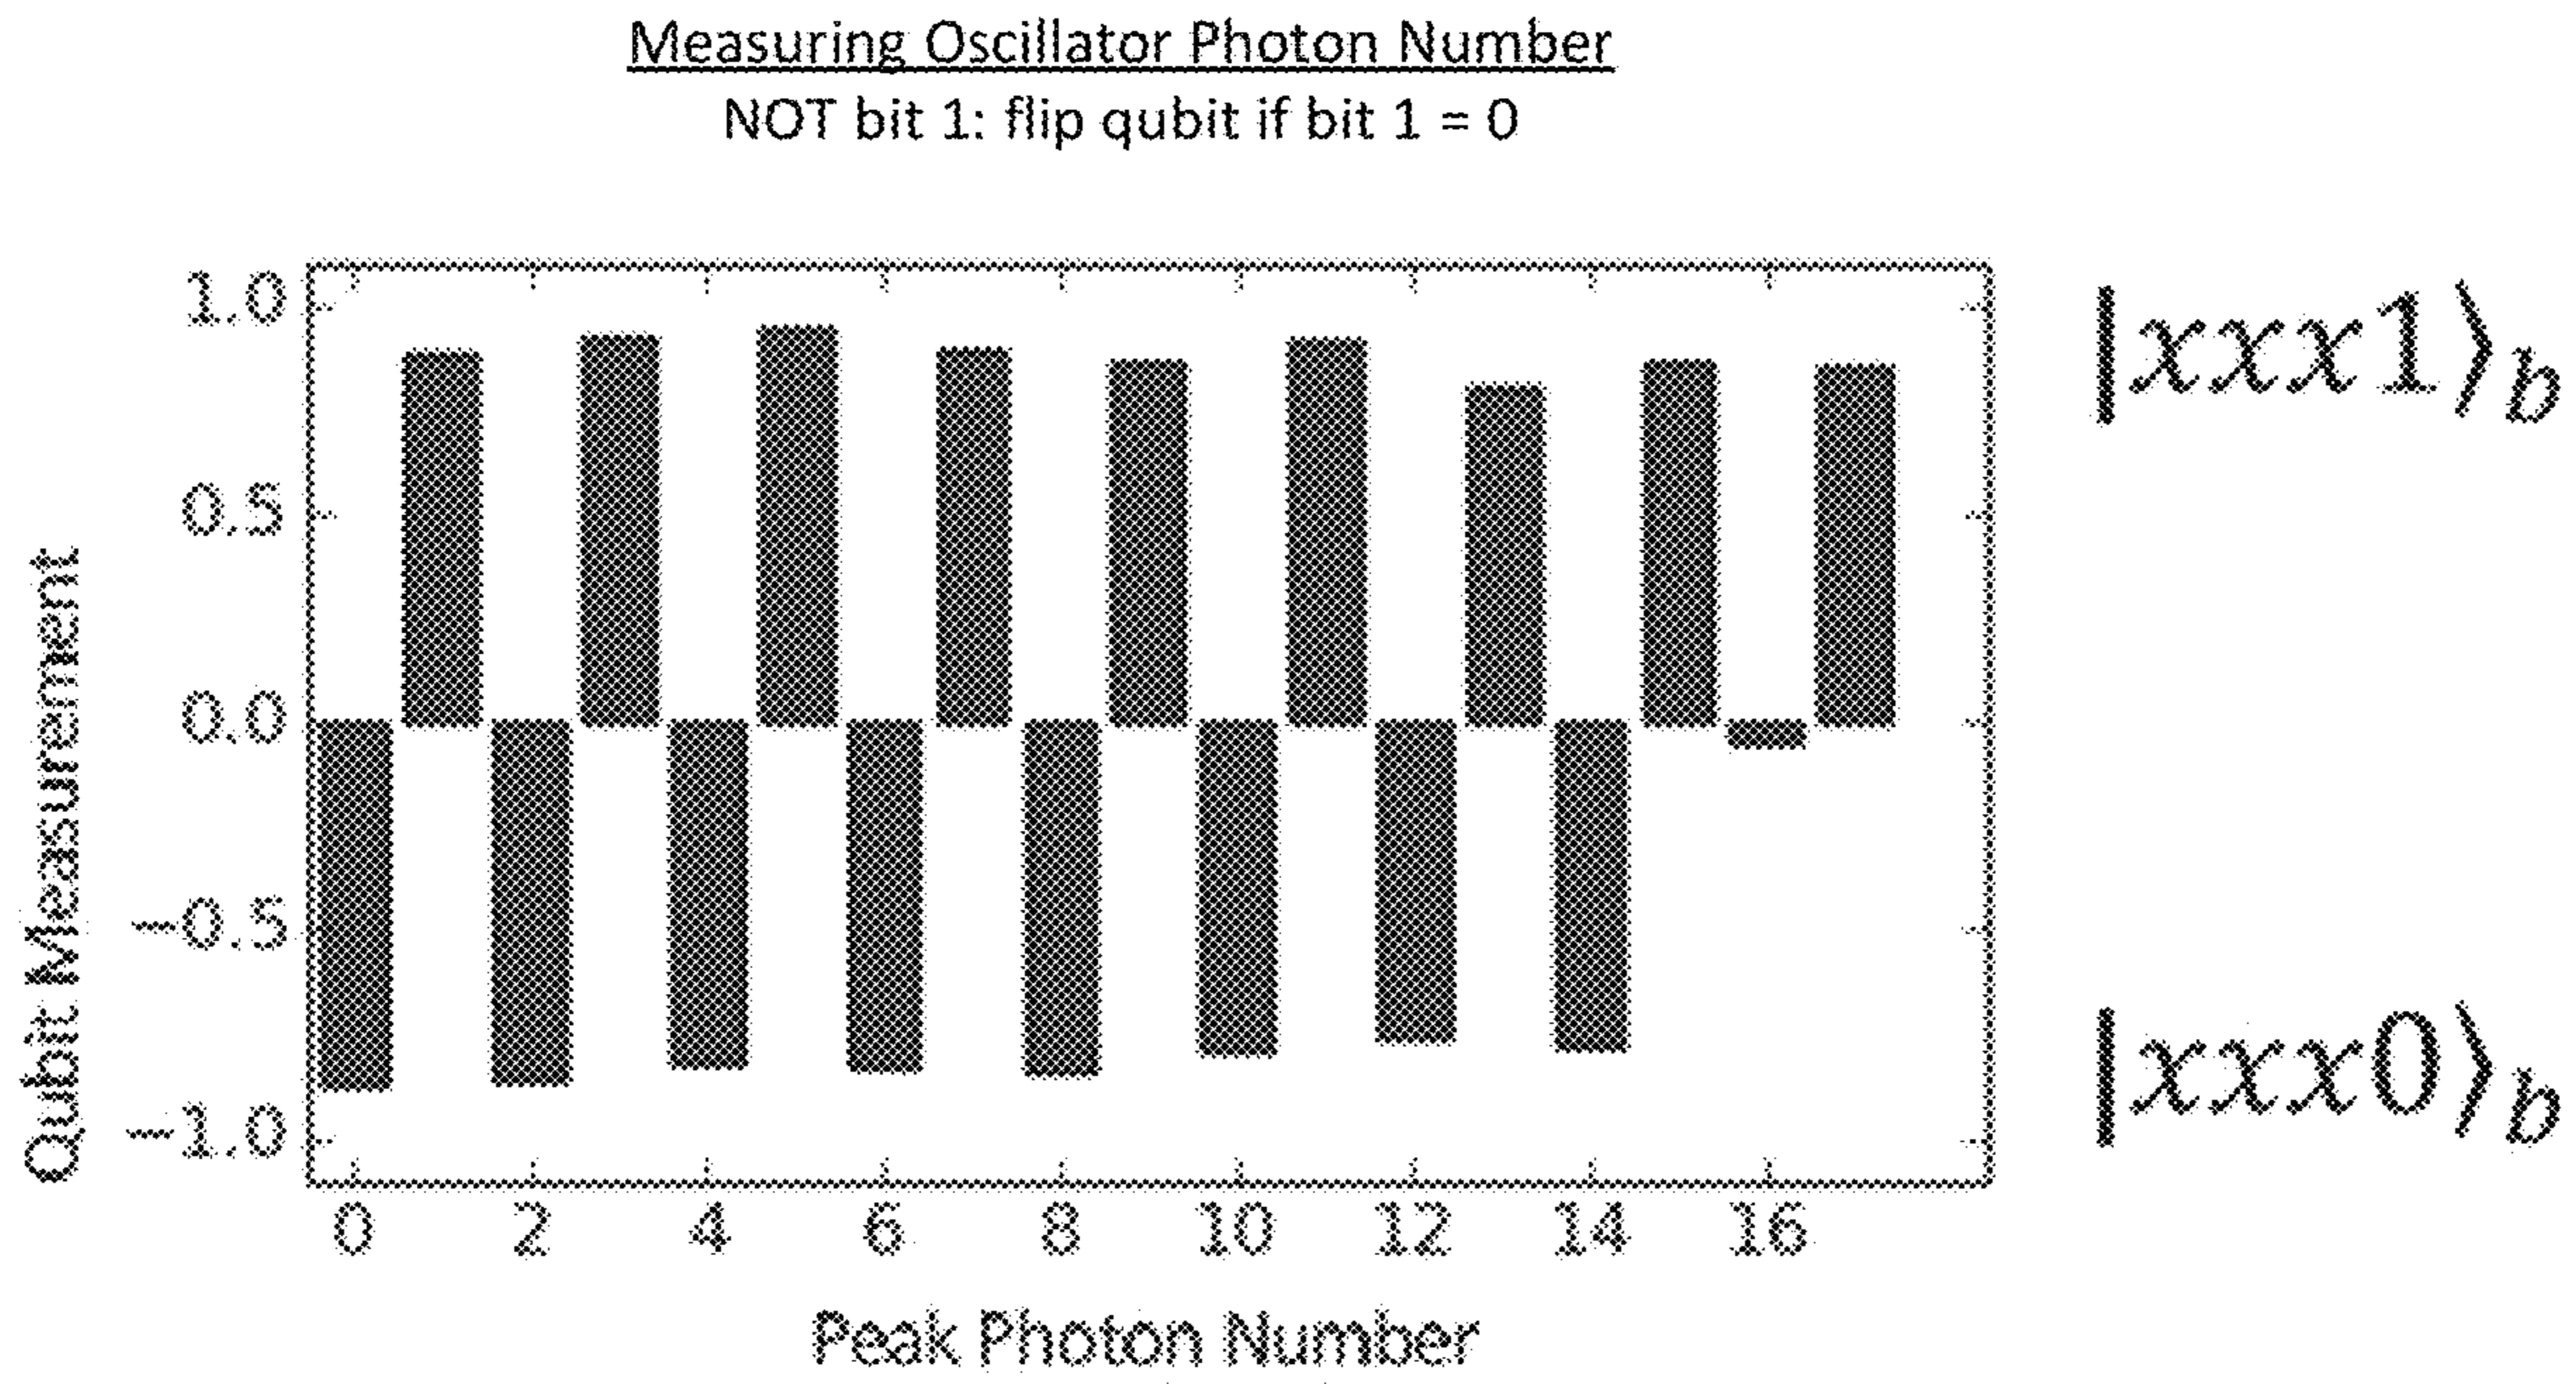 Measuring Oscillator Photon Number
NOT bit 1: flip qubit if bit 1 = 0
1.0
0.5
0.0
−0.5
−1.0
Qubit Measurement
|xxx1⟩b
|xxx0⟩b
0 2 4 6 8 10 12 14 16
Peak Photon Number